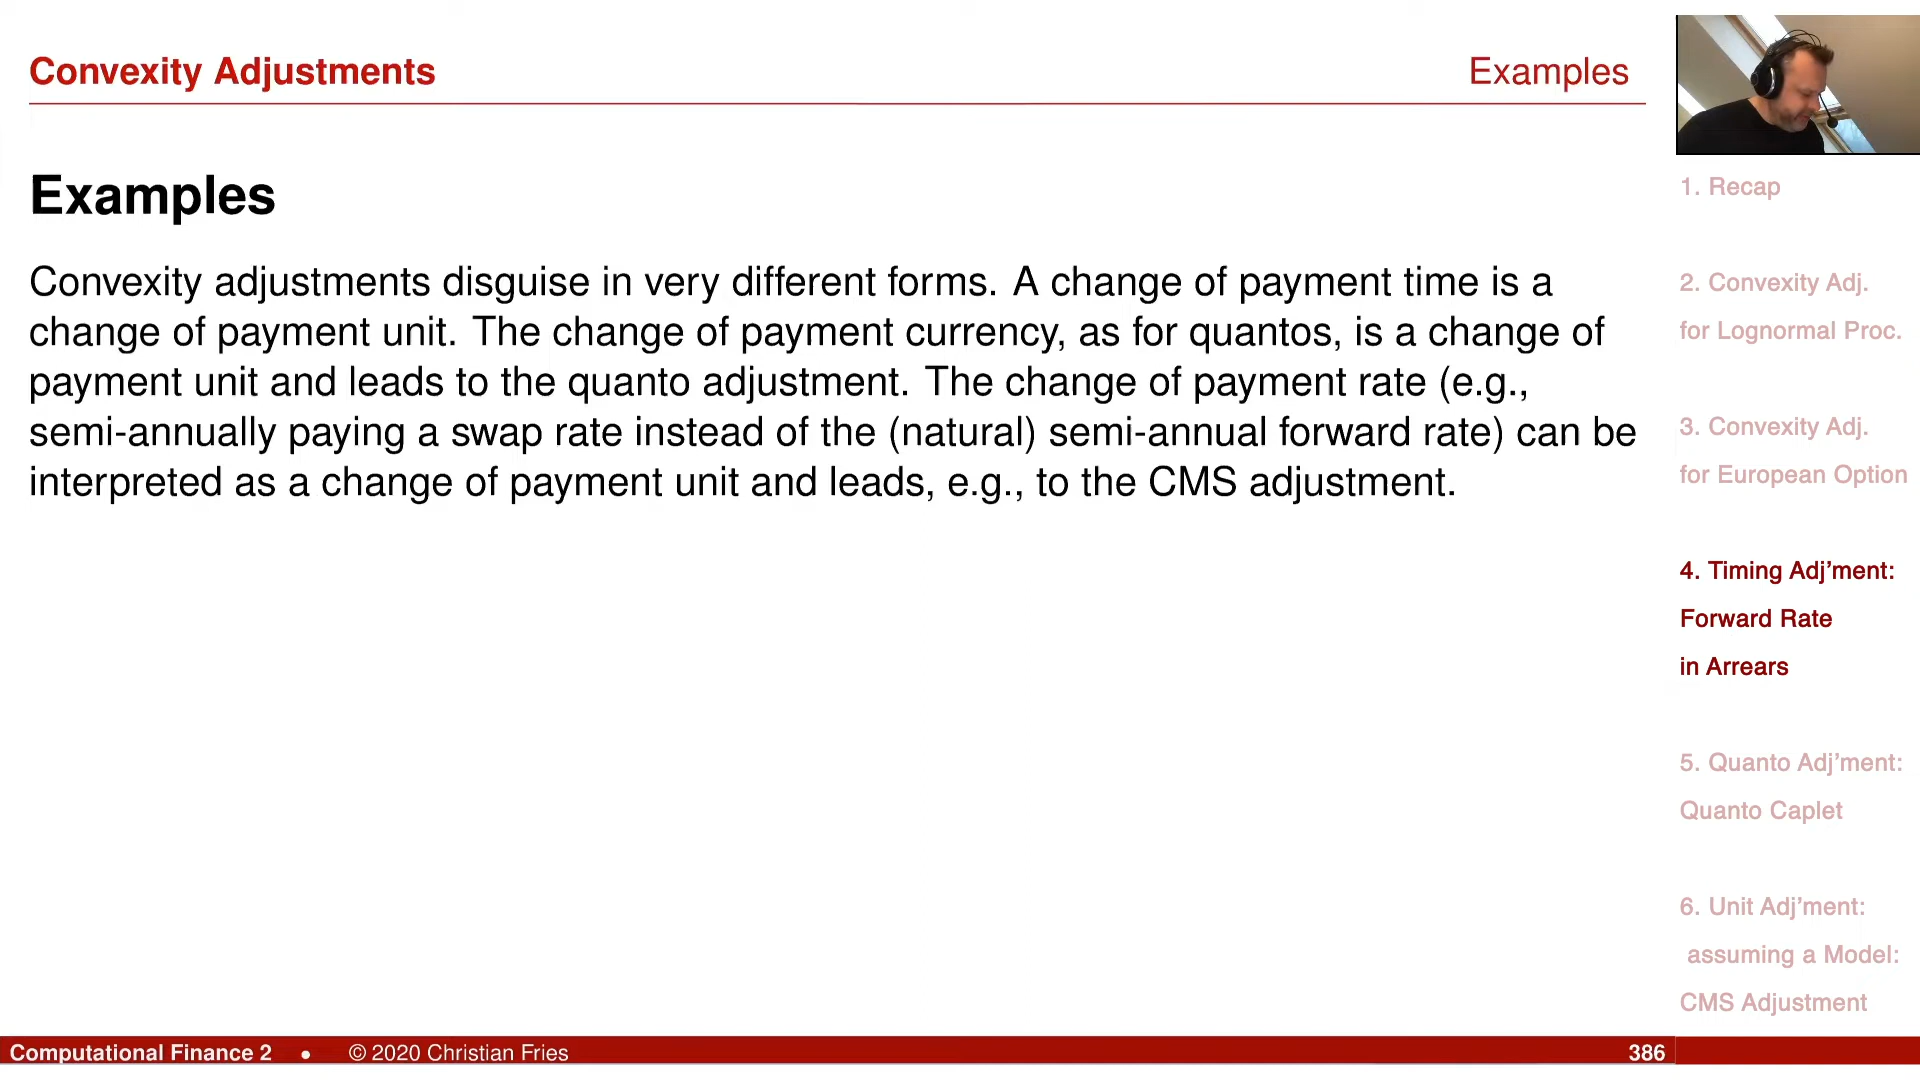 Convexity Adjustments
Examples
Examples
Convexity adjustments disguise in very different forms. A change of payment time is a
change of payment unit. The change of payment currency, as for quantos, is a change of
payment unit and leads to the quanto adjustment. The change of payment rate (e.g.,
semi-annually paying a swap rate instead of the (natural) semi-annual forward rate) can be
interpreted as a change of payment unit and leads, e.g., to the CMS adjustment.
1. Recap
2. Convexity Adj.
for Lognormal Proc.
3. Convexity Adj.
for European Option
4. Timing Adj’ment:
Forward Rate
in Arrears
5. Quanto Adj’ment:
Quanto Caplet
6. Unit Adj’ment:
assuming a Model:
CMS Adjustment
Computational Finance 2 • © 2020 Christian Fries
386